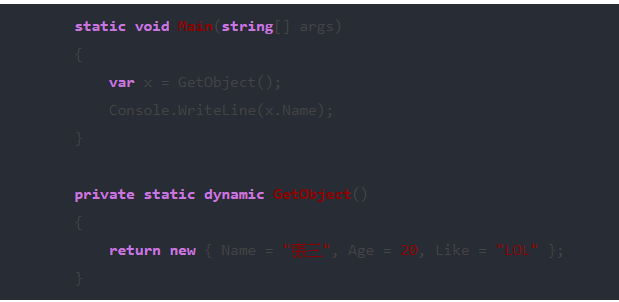 static void Main(string[] args)
{
    var x = GetObject();
    Console.WriteLine(x.Name);
}
private static dynamic GetObject()
{
    return new { Name = "张三", Age = 20, Like = "LOL" };
}